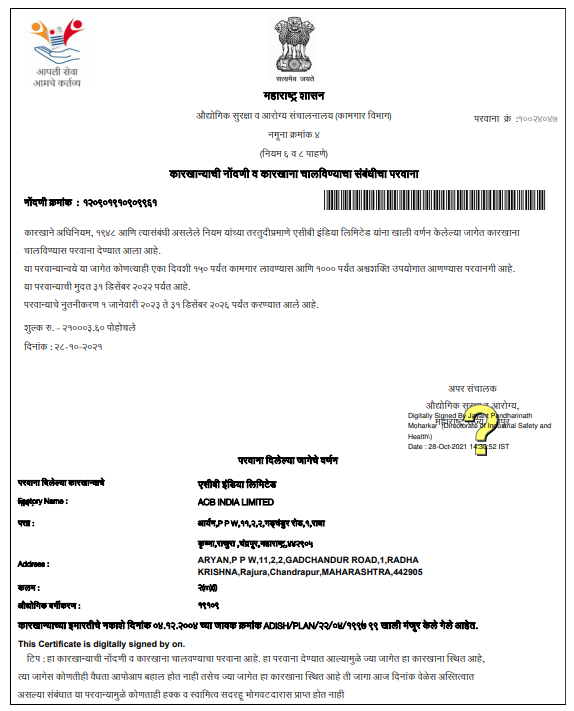 आपली सेवा
आमचे कर्तव्य
सत्यमेव जयते
महाराष्ट्र शासन
औद्योगिक सुरक्षा व आरोग्य संचालनालय (कामगार विभाग)
परवाना क्रं :१००२४०४७
नमूना क्रमांक ४
(नियम ६ व ८ पाहणे)
कारखान्याची नोंदणी व कारखाना चालविण्याचा संबंधीचा परवाना
नोंदणी क्रमांक : १२०९०१९१०९०९९६१
कारखाने अधिनियम, १९४८ आणि त्यासंबंधी असलेले नियम यांच्या तरतुदीप्रमाणे एसीबी इंडिया लिमिटेड यांना खाली वर्णन केलेल्या जागेत कारखाना
चालविण्यास परवाना देण्यात आला आहे.
या परवान्यान्वये या जागेत कोणत्याही एका दिवशी १५० पर्यंत कामगार लावण्यास आणि १००० पर्यंत अश्वशक्ति उपयोगात आणण्यास परवानगी आहे.
या परवान्याची मुदत ३१ डिसेंबर २०२२ पर्यंत आहे.
परवान्याचे नुतनीकरण १ जानेवारी २०२३ ते ३१ डिसेंबर २०२६ पर्यंत करण्यात आले आहे.
शुल्क रु. - २१०००३.६० पोहोचले
दिनांक : २८-१०-२०२१
अपर संचालक
औद्योगिक सुरक्षा व आरोग्य,
Digitally Signed By Jayant Pandharinath
Moharkar (Directorate of Industrial Safety and
Health)
Date : 28-Oct-2021 14:30:52 IST
परवाना दिलेल्या जागेचे वर्णन
परवाना दिलेल्या कारखान्याचे एसीबी इंडिया लिमिटेड
Factory Name : ACB INDIA LIMITED
पत्ता : आर्यन,P P W,११,२,२,गड्चंडुर रोड,१,राधा
कृष्णा,राजुरा ,चंद्रपुर,महाराष्ट्र,४४२९०५
Address : ARYAN,P P W,11,2,2,GADCHANDUR ROAD,1,RADHA
KRISHNA,Rajura,Chandrapur,MAHARASHTRA,442905
कलम : 2(m)(i)
औद्योगिक वर्गीकरण : १९१०९
कारखान्याच्या इमारतीचे नकाशे दिनांक ०४.१२.२००४ च्या जावक क्रमांक ADISH/PLAN/२२/०४/१९९७ ९९ खाली मंजुर केले गेले आहेत.
This Certificate is digitally signed by on.
टिप : हा कारखान्याची नोंदणी व कारखाना चालवण्याचा परवाना आहे. हा परवाना देण्यात आल्यामुळे ज्या जागेत हा कारखाना स्थित आहे,
त्या जागेस कोणतीही वैधता आपोआप बहाल होत नाही तसेच ज्या जागेत हा कारखाना स्थित आहे ती जागा आज दिनांक वेळेस अस्तित्वात
असल्या संबंधात या परवान्यामुळे कोणताही हक्क व स्वामित्व सदरहू भोगवटदारास प्राप्त होत नाही